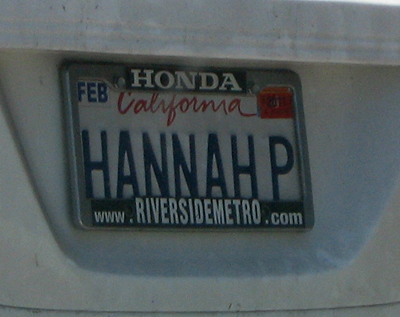 HONDA
FEB California
HANNAH P
www.RIVERSIDEMETRO.com